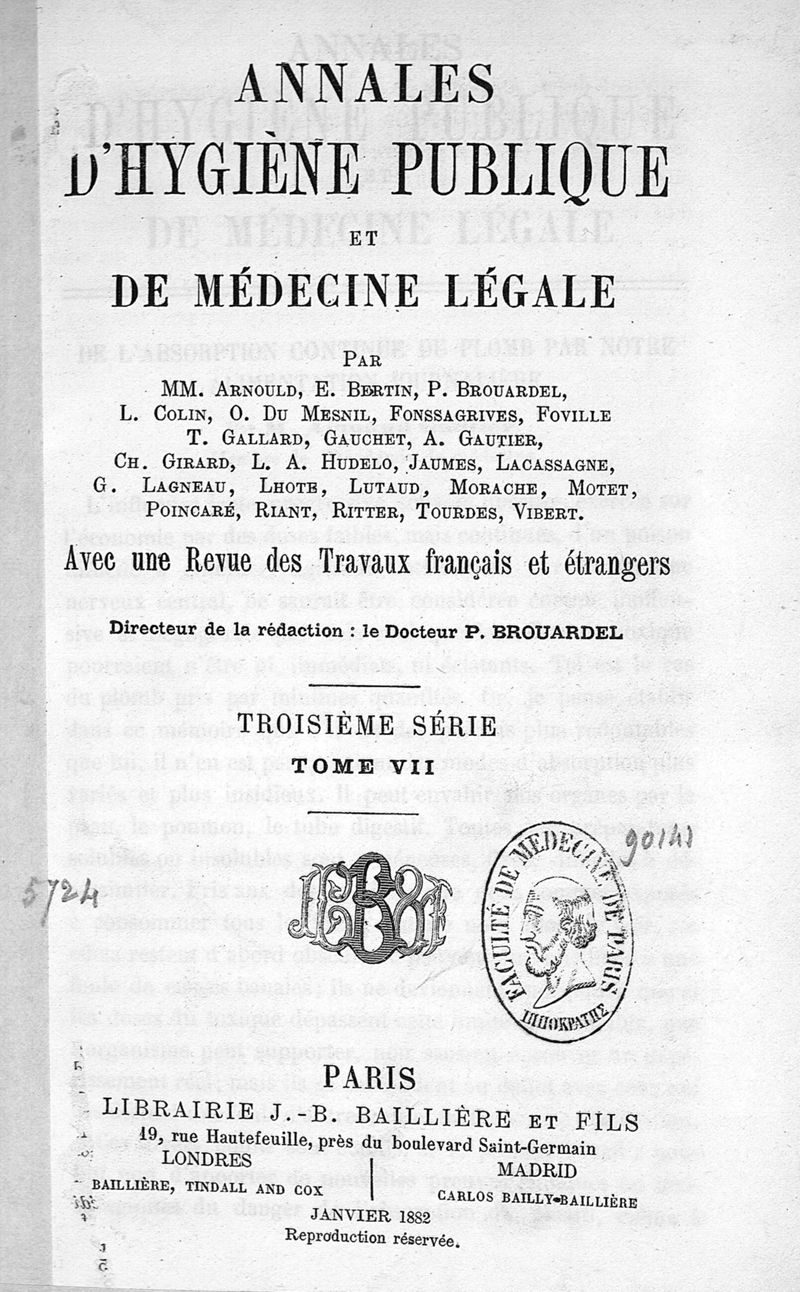 ANNALES
D'HYGIÈNE PUBLIQUE
ET
DE MÉDECINE LÉGALE
PAR
MM. ARNOULD, E. BERTIN, P. BROUARDEL,
L. COLIN, O. DU MESNIL, FONSSAGRIVES, FOVILLE
T. GALLARD, GAUCHET, A. GAUTIER,
CH. GIRARD, L. A. HUDELO, JAUMES, LACASSAGNE,
G. LAGNEAU, LHOTE, LUTAUD, MORACHE, MOTET,
POINCARÉ, RIANT, RITTER, TOURDES, VIBERT.
Avec une Revue des Travaux français et étrangers
Directeur de la rédaction : le Docteur P. BROUARDEL
TROISIÈME SÉRIE
TOME VII
90141
5724
FACULTÉ DE MEDECINE DE PARIS
ΙΠΠΟΚΡΑΤΗΣ
PARIS
LIBRAIRIE J.-B. BAILLIÈRE ET FILS
19, rue Hautefeuille, près du boulevard Saint-Germain
LONDRES
BAILLIÈRE, TINDALL AND COX
MADRID
CARLOS BAILLY-BAILLIÈRE
JANVIER 1882
Reproduction réservée.